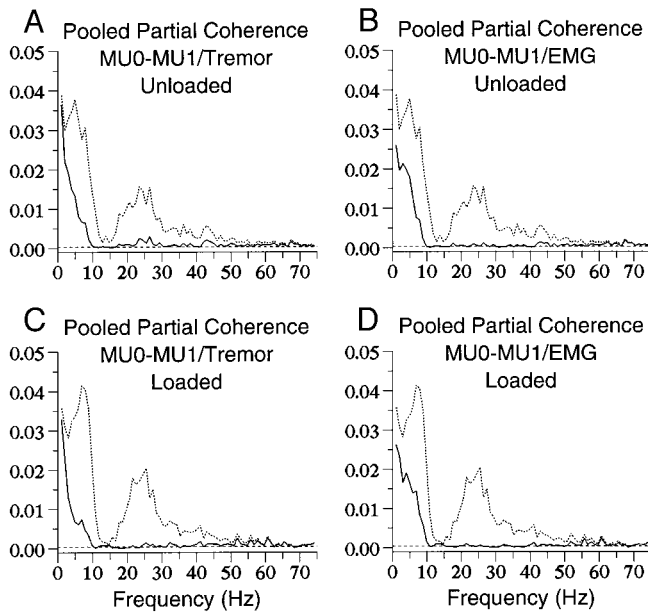 A
Pooled Partial Coherence
MU0-MU1/Tremor
Unloaded
0.05
0.04
0.03
0.02
0.01
0.00
0 10 20 30 40 50 60 70
B
Pooled Partial Coherence
MU0-MU1/EMG
Unloaded
0.05
0.04
0.03
0.02
0.01
0.00
0 10 20 30 40 50 60 70
C
Pooled Partial Coherence
MU0-MU1/Tremor
Loaded
0.05
0.04
0.03
0.02
0.01
0.00
0 10 20 30 40 50 60 70
Frequency (Hz)
D
Pooled Partial Coherence
MU0-MU1/EMG
Loaded
0.05
0.04
0.03
0.02
0.01
0.00
0 10 20 30 40 50 60 70
Frequency (Hz)